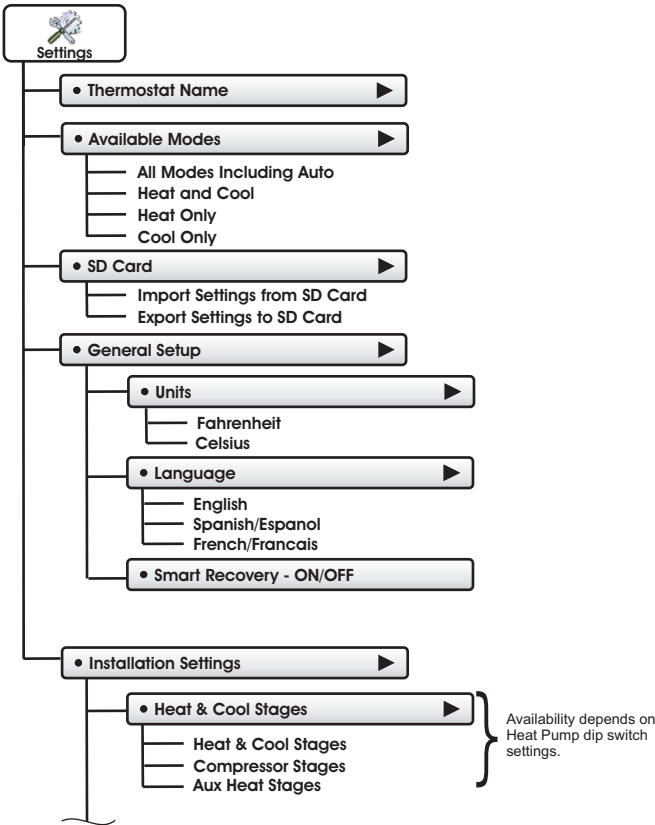 Settings
• Thermostat Name
• Available Modes
All Modes Including Auto
Heat and Cool
Heat Only
Cool Only
• SD Card
Import Settings from SD Card
Export Settings to SD Card
• General Setup
• Units
Fahrenheit
Celsius
• Language
English
Spanish/Espanol
French/Francais
• Smart Recovery - ON/OFF
• Installation Settings
• Heat & Cool Stages
Heat & Cool Stages
Compressor Stages
Aux Heat Stages
Availability depends on
Heat Pump dip switch
settings.